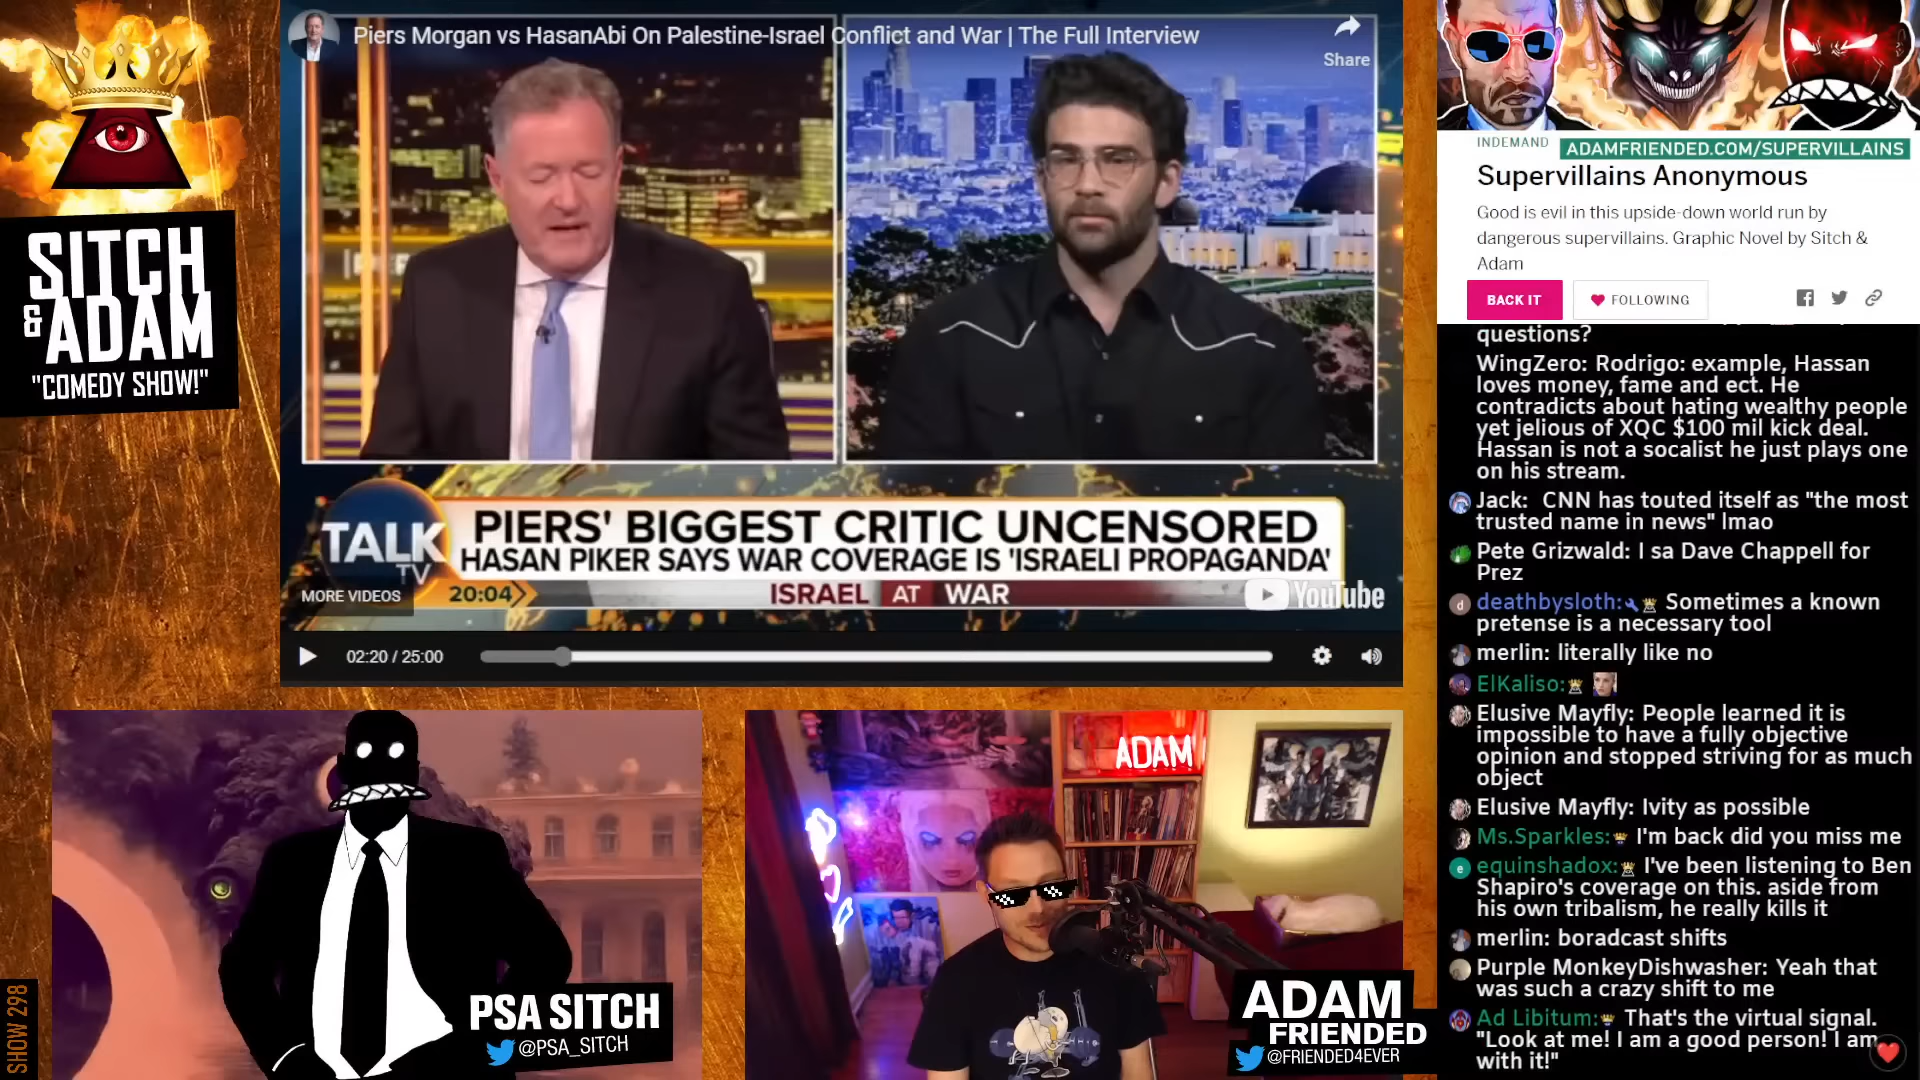 Piers Morgan vs HasanAbi On Palestine-Israel Conflict and War | The Full Interview
Share
SITCH
& ADAM
"COMEDY SHOW!"
PIERS' BIGGEST CRITIC UNCENSORED
HASAN PIKER SAYS WAR COVERAGE IS 'ISRAELI PROPAGANDA'
TALK
TV
MORE VIDEOS
20:04
ISRAEL AT WAR
YouTube
02:20 / 25:00
ADAM
PSA SITCH
@PSA_SITCH
ADAM
FRIENDED
@FRIENDED4EVER
SHOW 298
INDEMAND
ADAMFRIENDED.COM/SUPERVILLAINS
Supervillains Anonymous
Good is evil in this upside-down world run by
dangerous supervillains. Graphic Novel by Sitch &
Adam
BACK IT
FOLLOWING
questions?
WingZero: Rodrigo: example, Hassan
loves money, fame and ect. He
contradicts about hating wealthy people
yet jelious of XQC $100 mil kick deal.
Hassan is not a socalist he just plays one
on his stream.
Jack: CNN has touted itself as "the most
trusted name in news" lmao
Pete Grizwald: I sa Dave Chappell for
Prez
d deathbysloth: Sometimes a known
pretense is a necessary tool
merlin: literally like no
ElKaliso:
Elusive Mayfly: People learned it is
impossible to have a fully objective
opinion and stopped striving for as much
object
Elusive Mayfly: Ivity as possible
Ms.Sparkles: I'm back did you miss me
e equinshadox: I've been listening to Ben
Shapiro's coverage on this. aside from
his own tribalism, he really kills it
merlin: boradcast shifts
Purple MonkeyDishwasher: Yeah that
was such a crazy shift to me
Ad Libitum: That's the virtual signal.
"Look at me! I am a good person! I am
with it!"